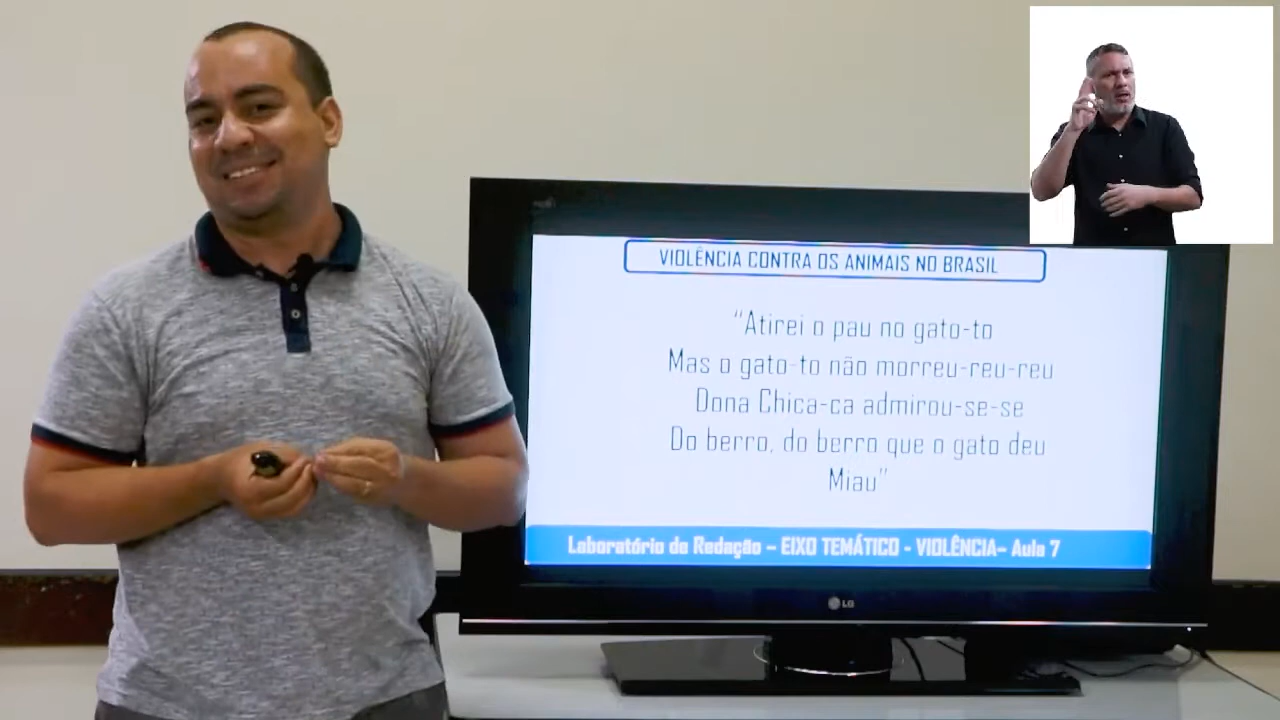 VIOLÊNCIA CONTRA OS ANIMAIS NO BRASIL
“Atirei o pau no gato-to
Mas o gato-to não morreu-reu-reu
Dona Chica-ca admirou-se-se
Do berro, do berro que o gato deu
Miau”
Laboratório de Redação – EIXO TEMÁTICO - VIOLÊNCIA– Aula 7
LG